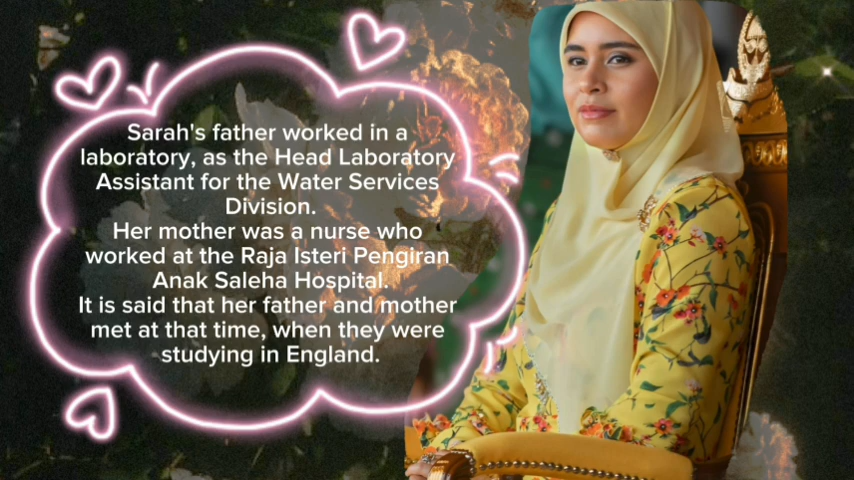 Sarah's father worked in a
laboratory, as the Head Laboratory
Assistant for the Water Services
Division.
Her mother was a nurse who
worked at the Raja Isteri Pengiran
Anak Saleha Hospital.
It is said that her father and mother
met at that time, when they were
studying in England.